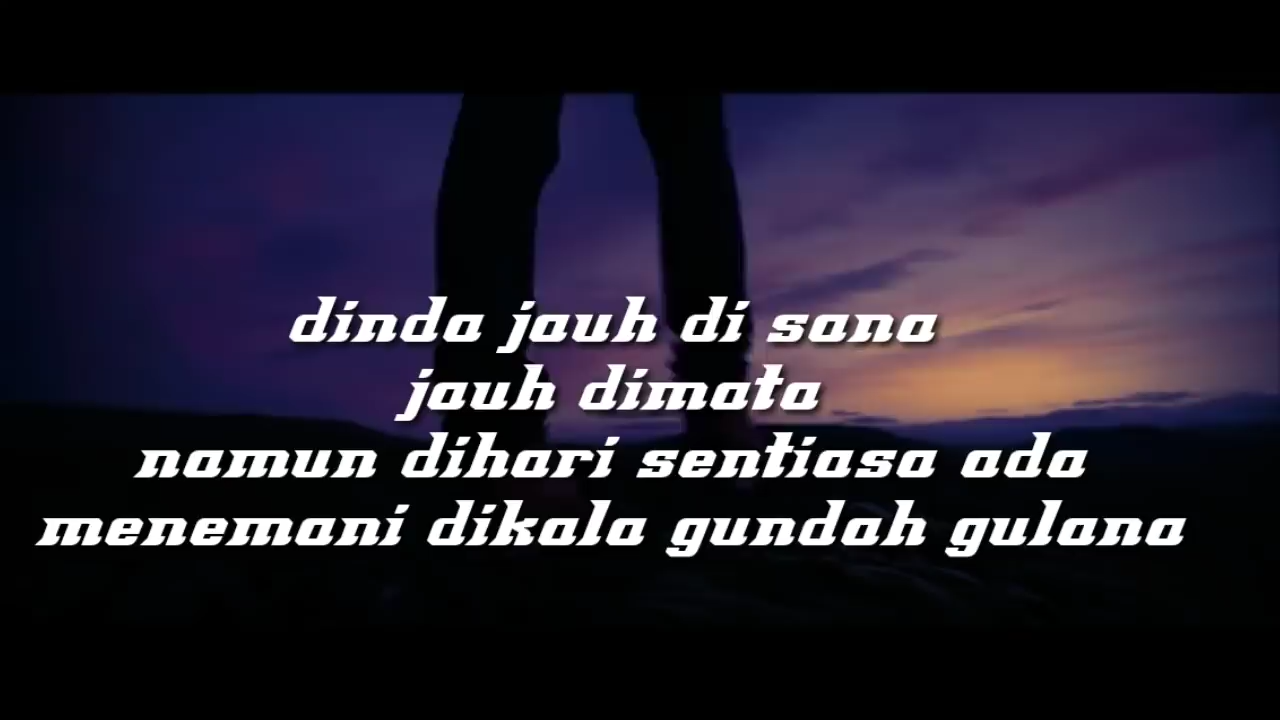 dinda jauh di sana
jauh dimata
namun dihari sentiasa ada
menemani dikala gundah gulana